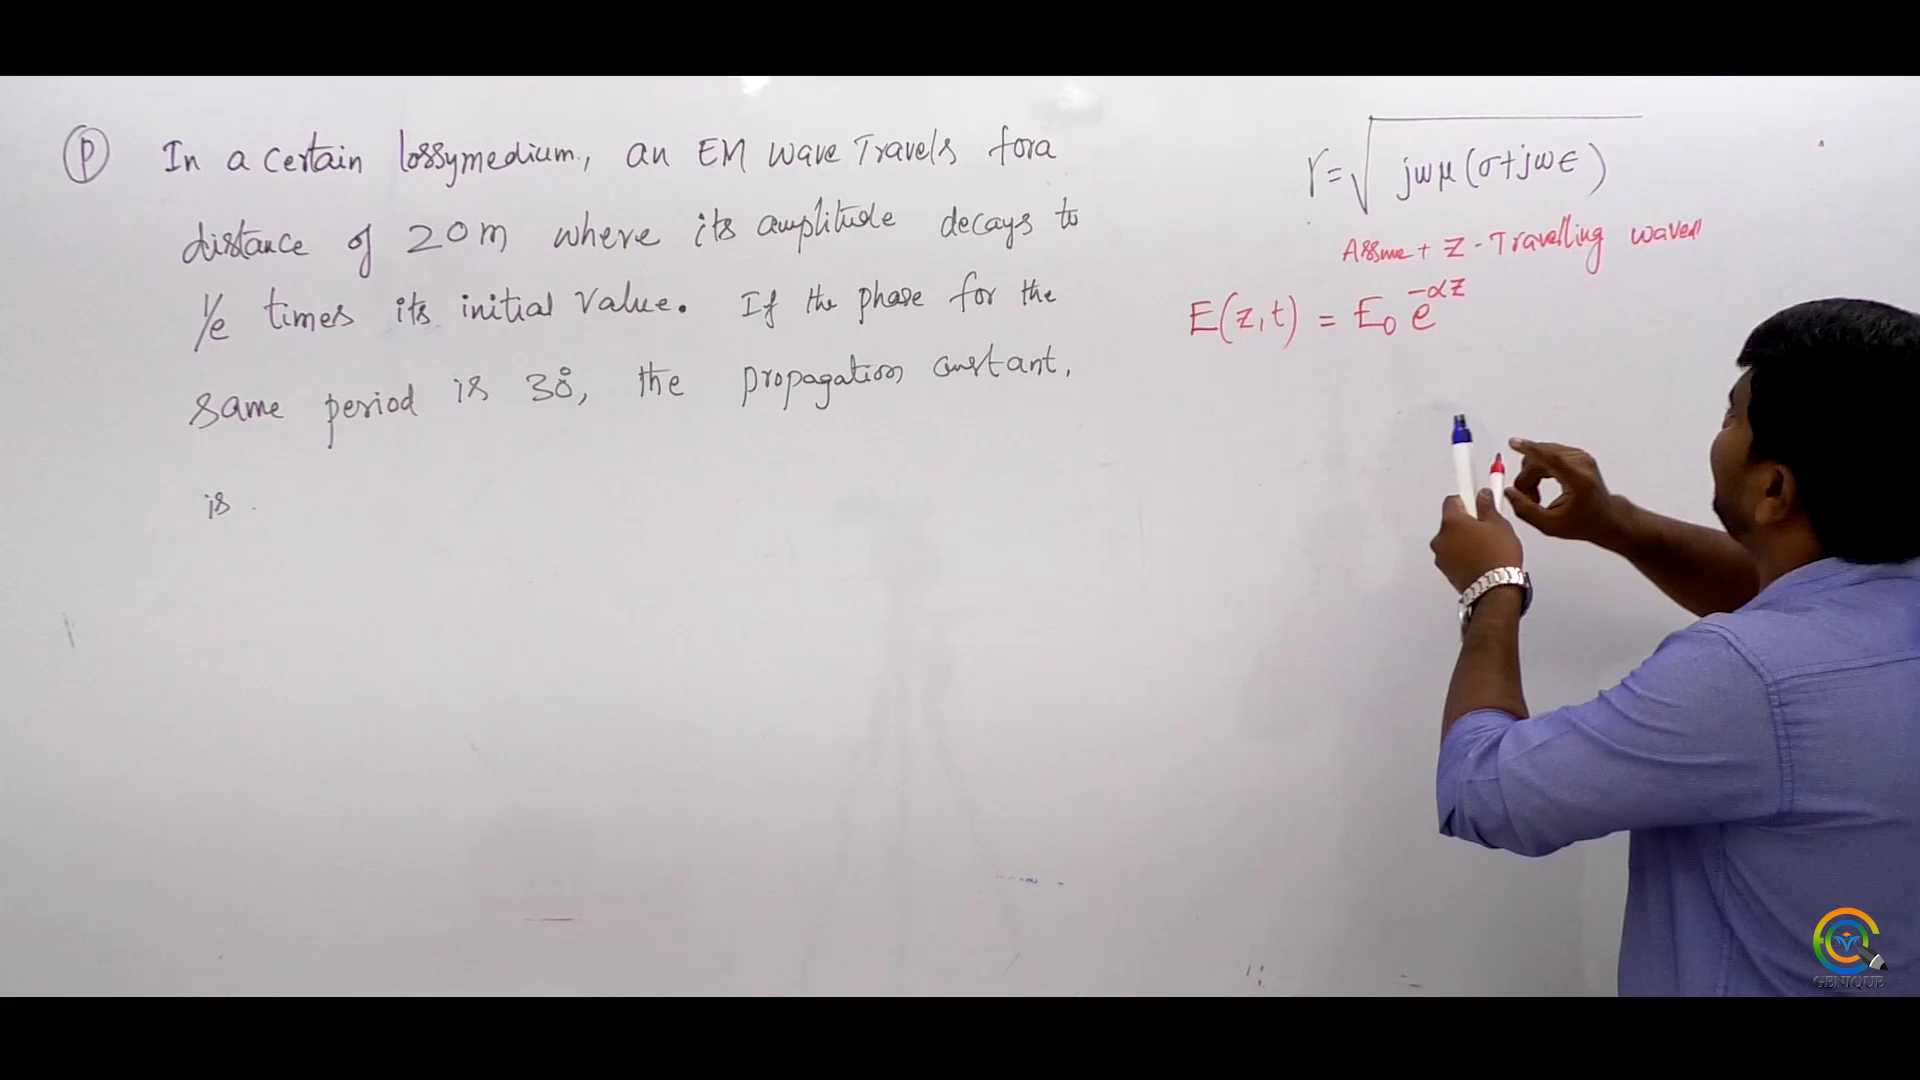 P In a certain lossymedium, an EM wave Travels for a
distance of 20m where its amplitude decays to
1/e times its initial value. If the phase for the
same period is 30°, the propagation constant,
is.
γ = √jωμ(σ+jωϵ)
Assme + Z - Travelling wave
E(z,t) = E₀ e^-αz
GENIQUE